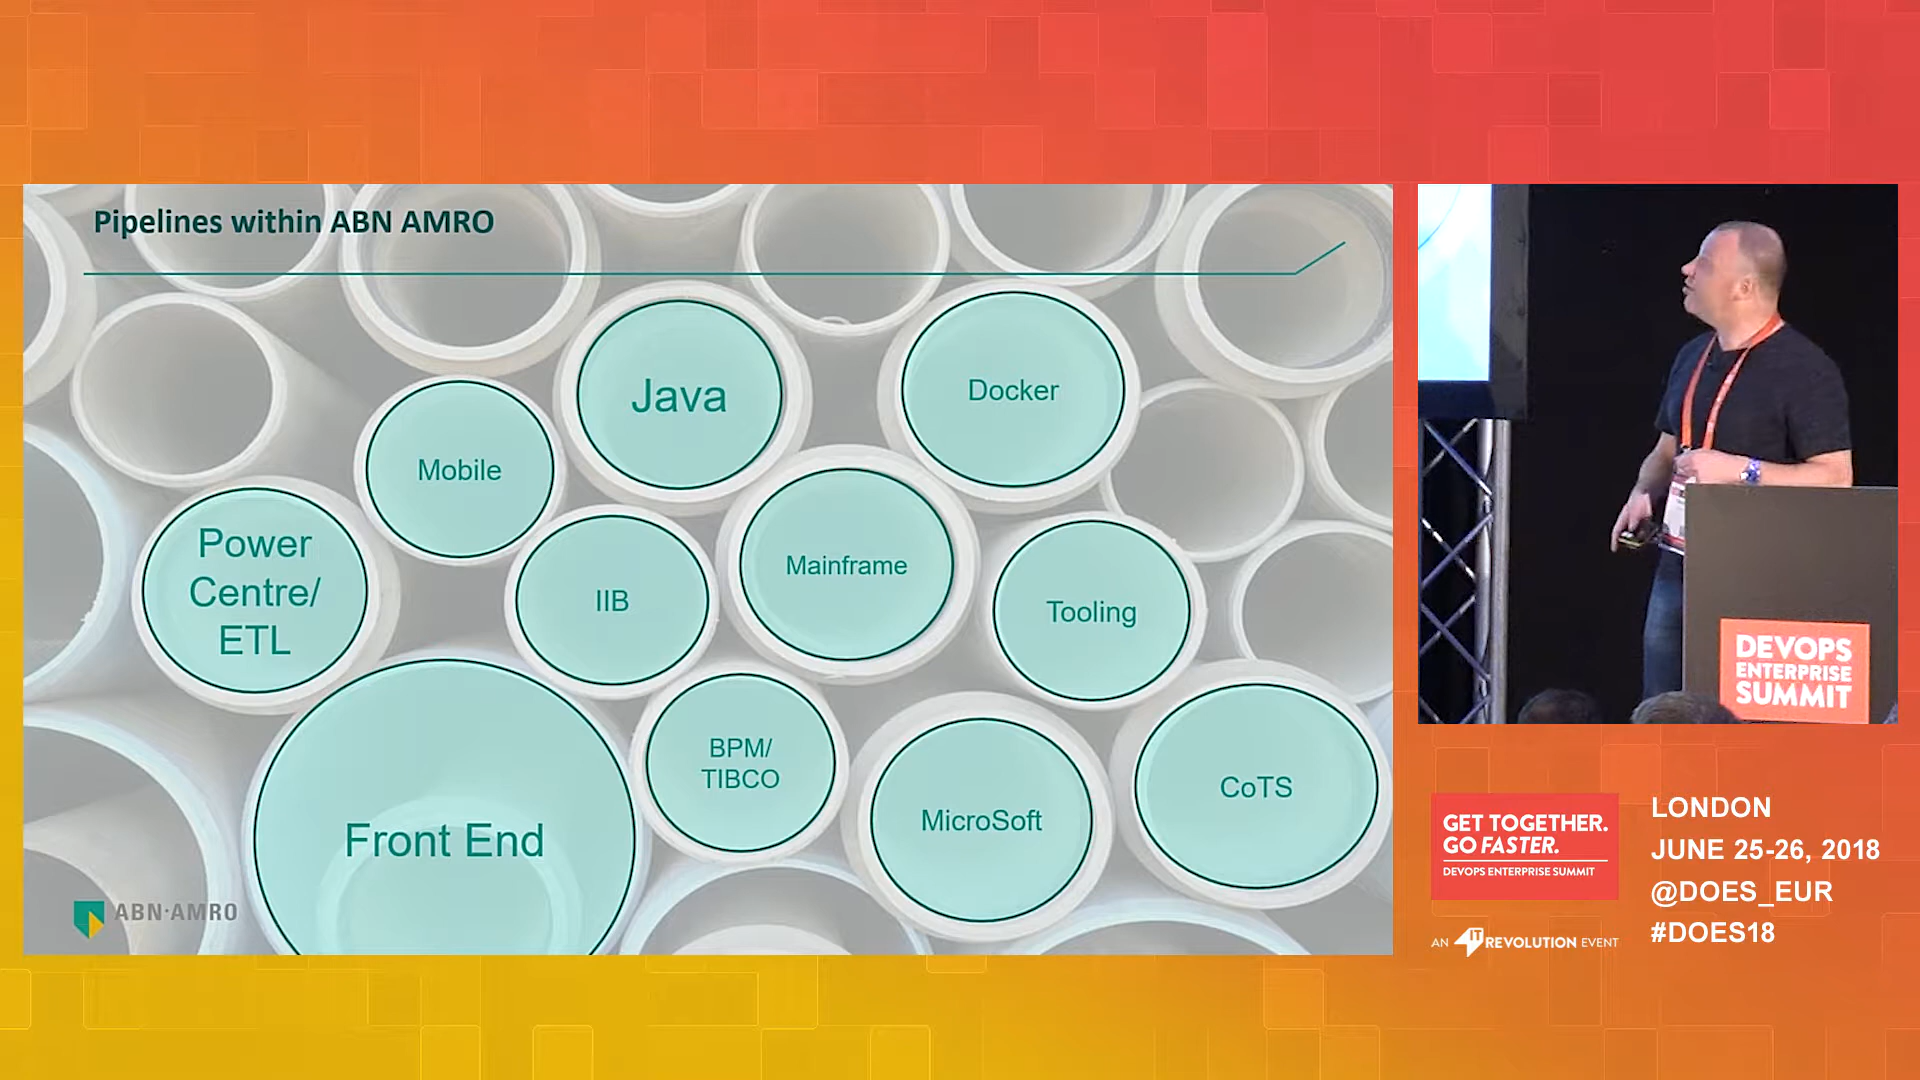 Pipelines within ABN AMRO
Java
Docker
Mobile
Power
Centre/
ETL
IIB
Mainframe
Tooling
Front End
BPM/
TIBCO
MicroSoft
CoTS
ABN·AMRO
DEVOPS
ENTERPRISE
SUMMIT
GET TOGETHER.
GO FASTER.
DEVOPS ENTERPRISE SUMMIT
AN IT REVOLUTION EVENT
LONDON
JUNE 25-26, 2018
@DOES_EUR
#DOES18